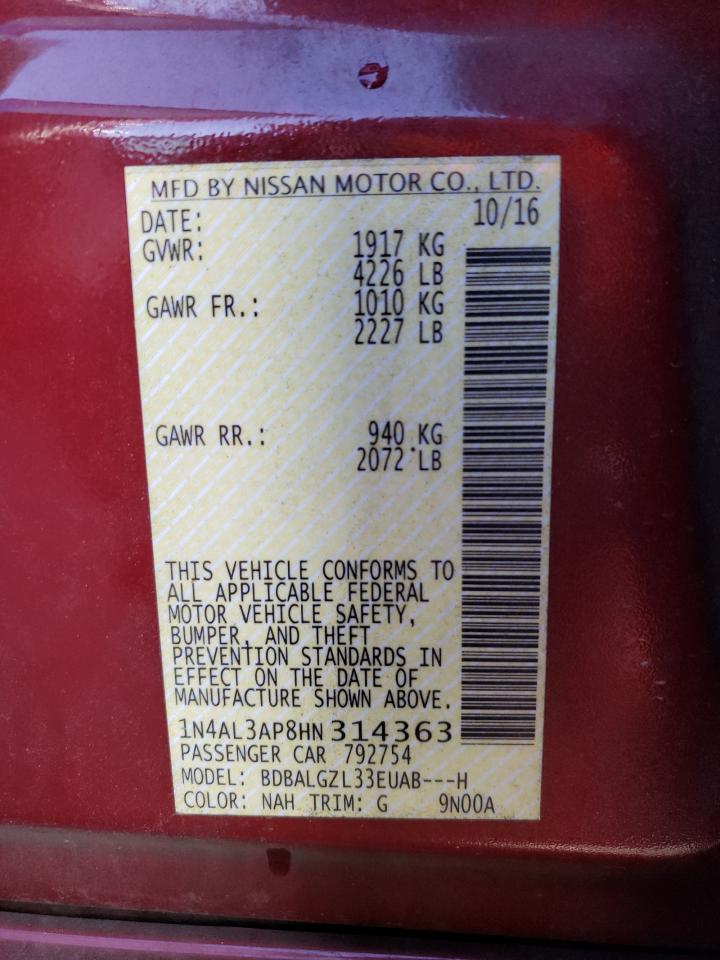 MFD BY NISSAN MOTOR CO., LTD.
DATE: 10/16
GVWR: 1917 KG
4226 LB
GAWR FR.: 1010 KG
2227 LB
GAWR RR.: 940 KG
2072 LB
THIS VEHICLE CONFORMS TO
ALL APPLICABLE FEDERAL
MOTOR VEHICLE SAFETY,
BUMPER, AND THEFT
PREVENTION STANDARDS IN
EFFECT ON THE DATE OF
MANUFACTURE SHOWN ABOVE.
1N4AL3AP8HN 314363
PASSENGER CAR 792754
MODEL: BDBALGZL33EUAB---H
COLOR: NAH TRIM: G 9N00A